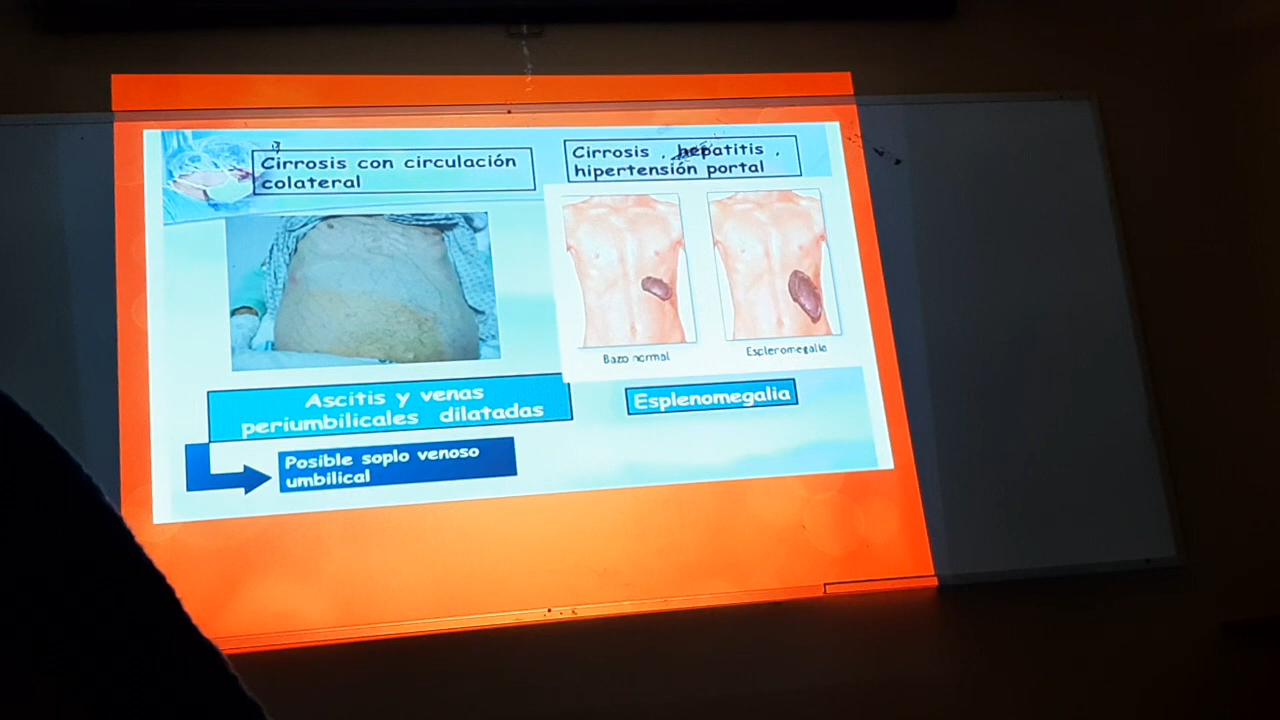 Cirrosis con circulación
colateral
Cirrosis , hepatitis ,
hipertensión portal
Bazo normal
Espleromegalia
Ascitis y venas
periumbilicales dilatadas
Esplenomegalia
Posible soplo venoso
umbilical